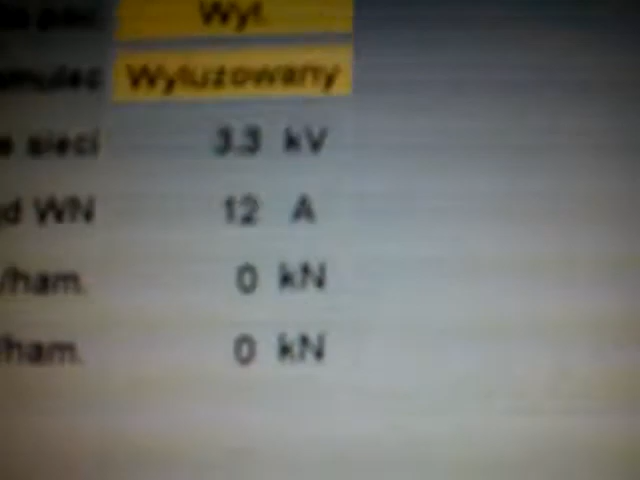 Wył.
Wyluzowany
sieci 3.3 kV
WN 12 A
/ham. 0 kN
/ham. 0 kN